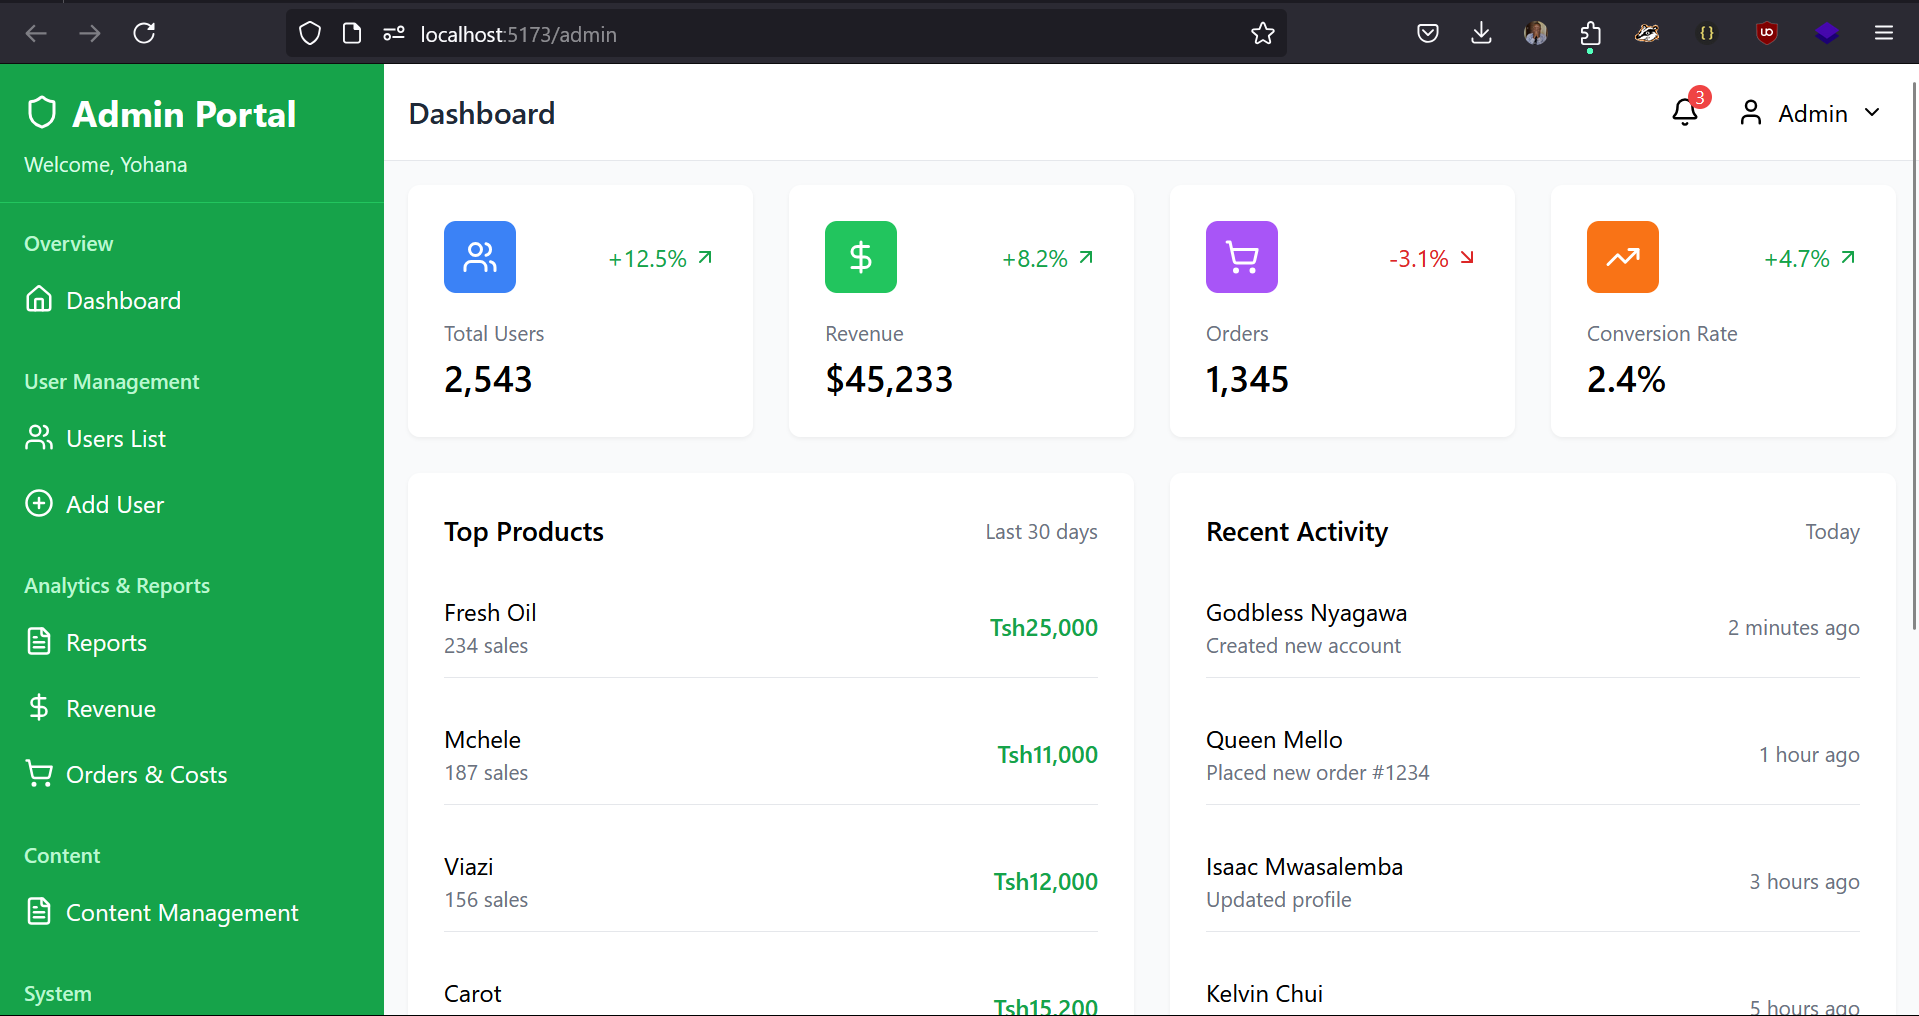 localhost:5173/admin
Admin Portal
Welcome, Yohana
Overview
Dashboard
User Management
Users List
Add User
Analytics & Reports
Reports
Revenue
Orders & Costs
Content
Content Management
System
Dashboard
3
Admin
+12.5%
Total Users
2,543
+8.2%
Revenue
$45,233
-3.1%
Orders
1,345
+4.7%
Conversion Rate
2.4%
Top Products
Last 30 days
Fresh Oil
234 sales
Tsh25,000
Mchele
187 sales
Tsh11,000
Viazi
156 sales
Tsh12,000
Carot
Tsh15,200
Recent Activity
Today
Godbless Nyagawa
Created new account
2 minutes ago
Queen Mello
Placed new order #1234
1 hour ago
Isaac Mwasalemba
Updated profile
3 hours ago
Kelvin Chui
5 hours ago